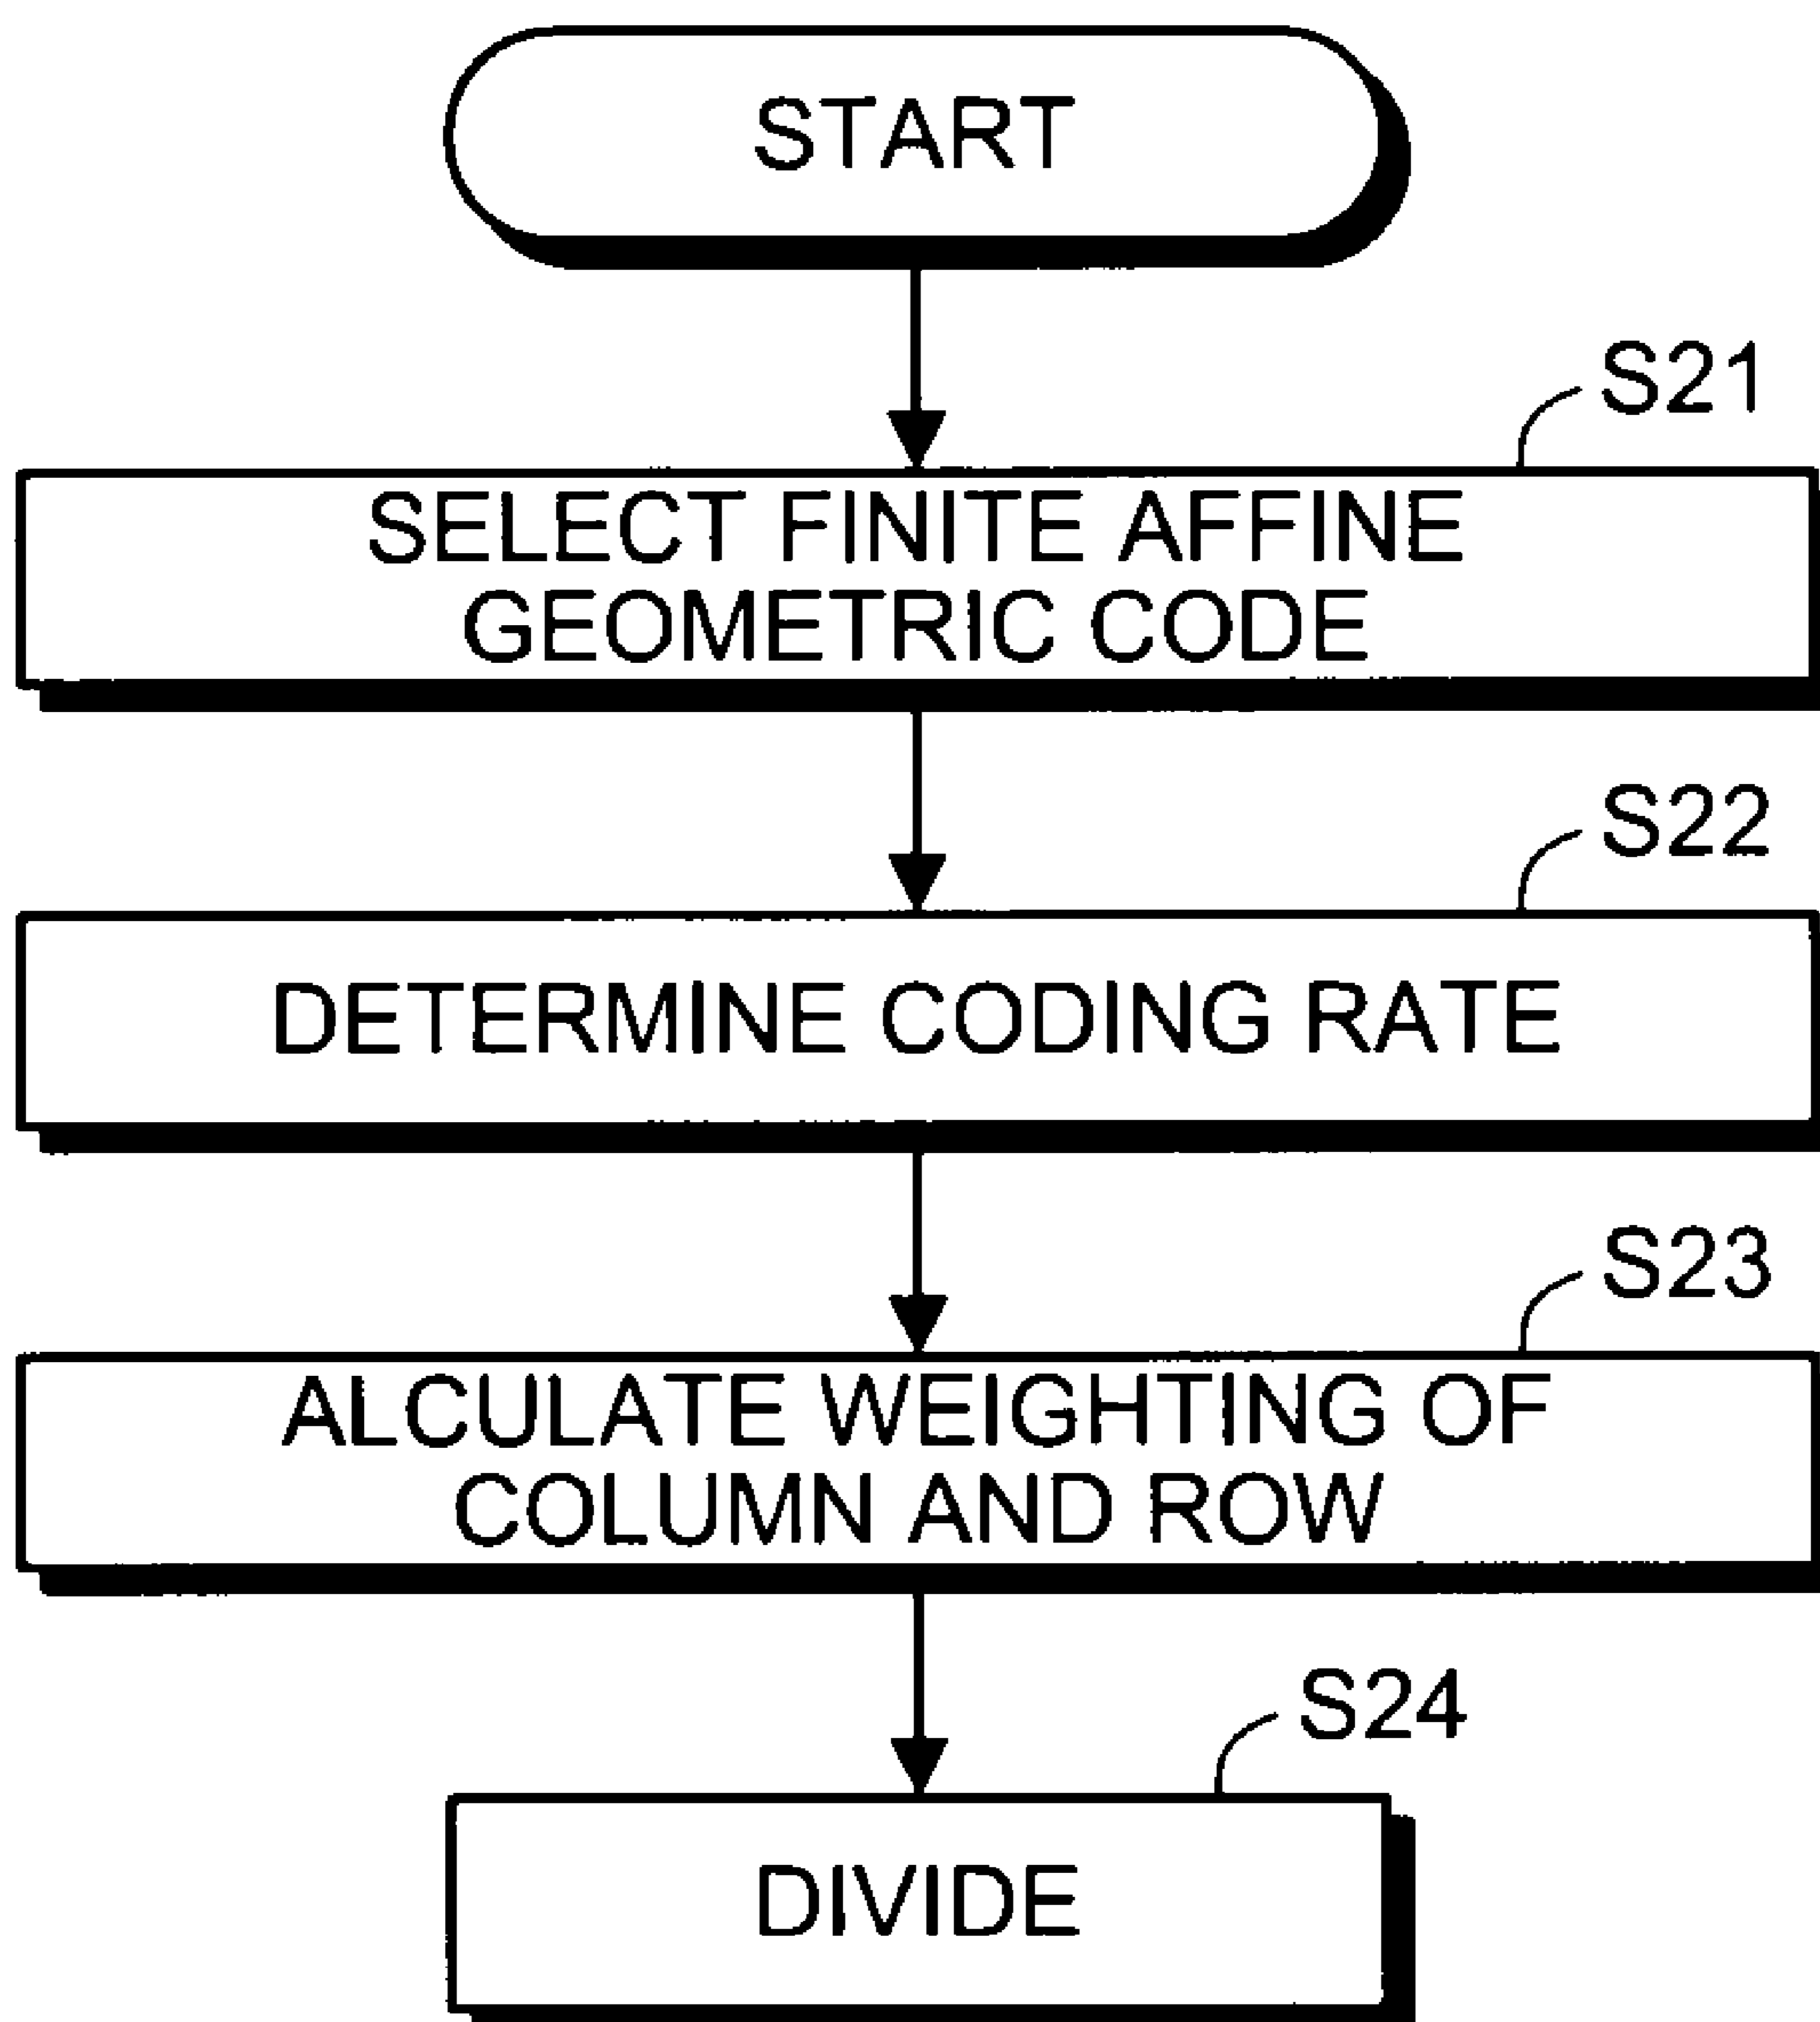 START
S21
SELECT FINITE AFFINE
GEOMETRIC CODE
S22
DETERMINE CODING RATE
S23
ALCULATE WEIGHTING OF
COLUMN AND ROW
S24
DIVIDE